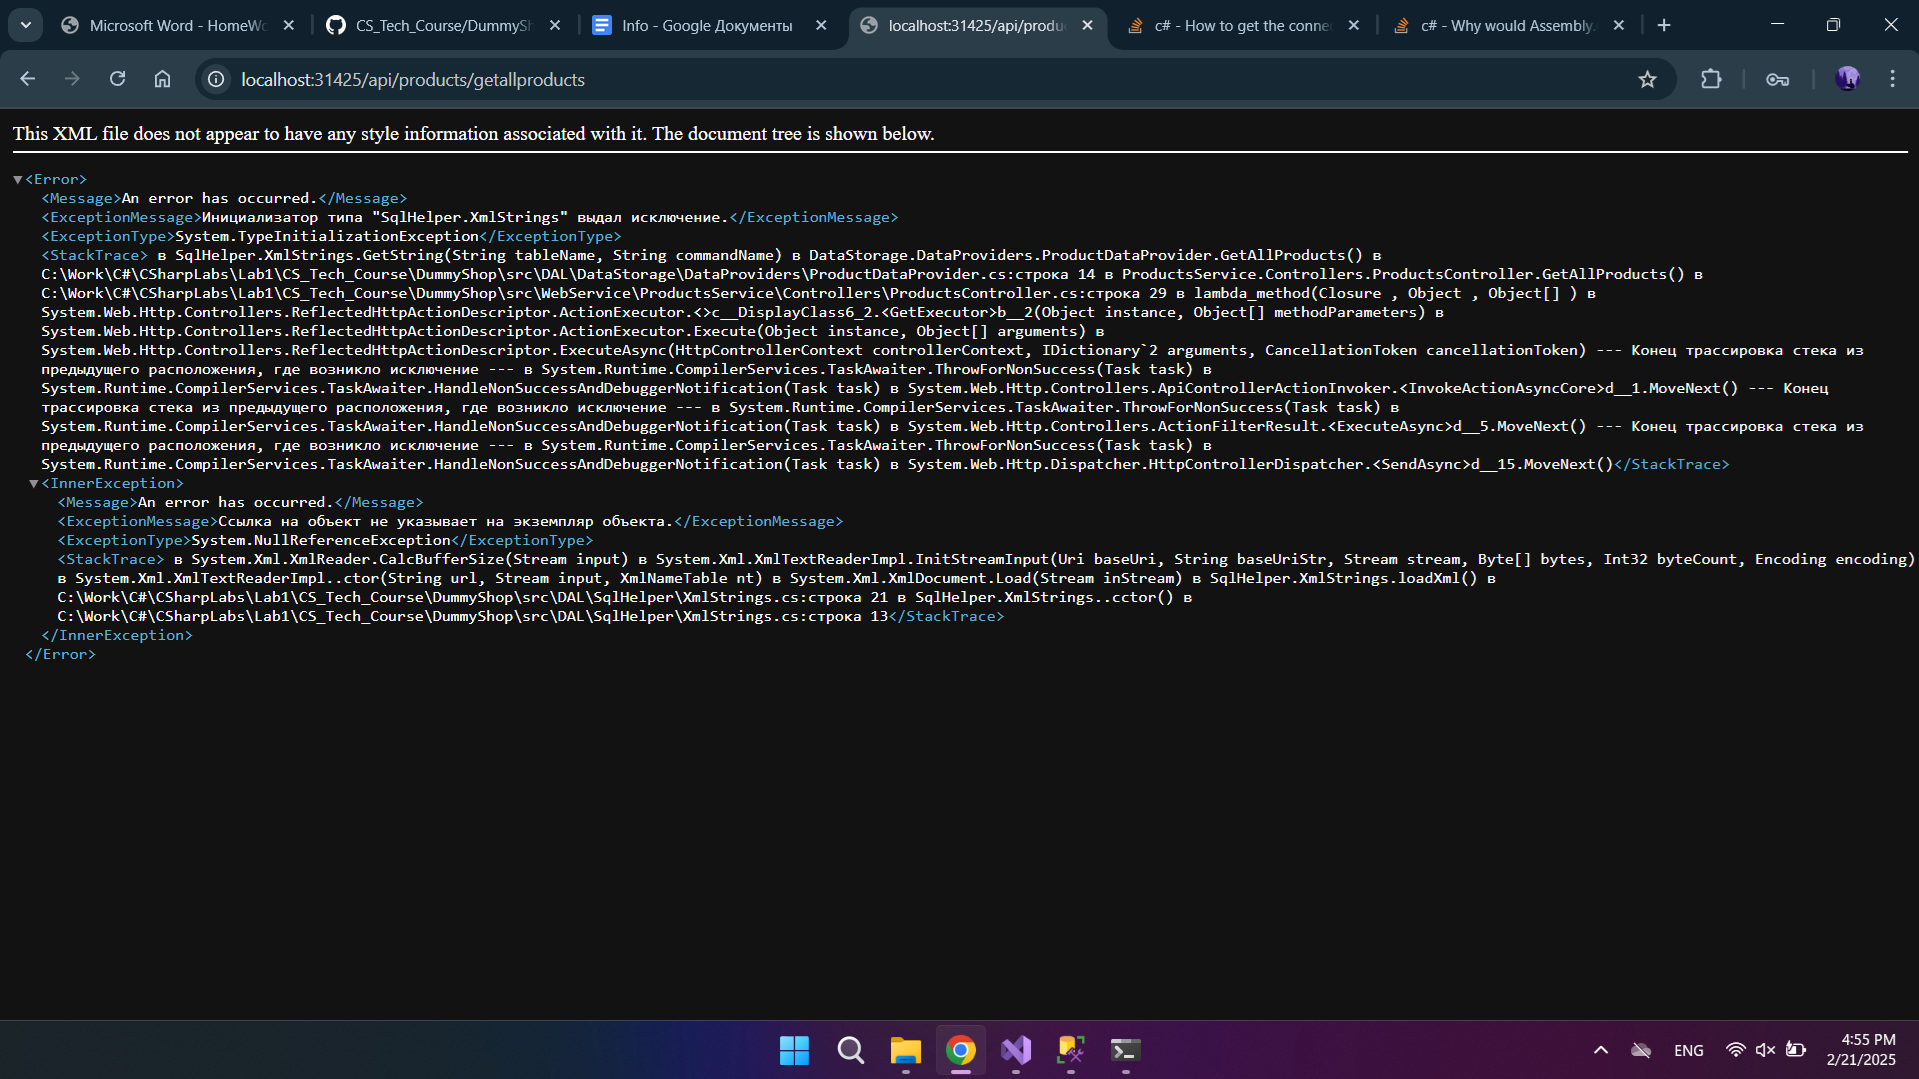 Microsoft Word - HomeWo
CS_Tech_Course/DummySh
Info - Google Документы
localhost:31425/api/produ
c# - How to get the conne
c# - Why would Assembly.
localhost:31425/api/products/getallproducts
This XML file does not appear to have any style information associated with it. The document tree is shown below.
▼<Error>
<Message>An error has occurred.</Message>
<ExceptionMessage>Инициализатор типа "SqlHelper.XmlStrings" выдал исключение.</ExceptionMessage>
<ExceptionType>System.TypeInitializationException</ExceptionType>
<StackTrace> в SqlHelper.XmlStrings.GetString(String tableName, String commandName) в DataStorage.DataProviders.ProductDataProvider.GetAllProducts() в
C:\Work\C#\CSharpLabs\Lab1\CS_Tech_Course\DummyShop\src\DAL\DataStorage\DataProviders\ProductDataProvider.cs:строка 14 в ProductsService.Controllers.ProductsController.GetAllProducts() в
C:\Work\C#\CSharpLabs\Lab1\CS_Tech_Course\DummyShop\src\WebService\ProductsService\Controllers\ProductsController.cs:строка 29 в lambda_method(Closure , Object , Object[] ) в
System.Web.Http.Controllers.ReflectedHttpActionDescriptor.ActionExecutor.<>c__DisplayClass6_2.<GetExecutor>b__2(Object instance, Object[] methodParameters) в
System.Web.Http.Controllers.ReflectedHttpActionDescriptor.ActionExecutor.Execute(Object instance, Object[] arguments) в
System.Web.Http.Controllers.ReflectedHttpActionDescriptor.ExecuteAsync(HttpControllerContext controllerContext, IDictionary`2 arguments, CancellationToken cancellationToken) --- Конец трассировка стека из
предыдущего расположения, где возникло исключение --- в System.Runtime.CompilerServices.TaskAwaiter.ThrowForNonSuccess(Task task) в
System.Runtime.CompilerServices.TaskAwaiter.HandleNonSuccessAndDebuggerNotification(Task task) в System.Web.Http.Controllers.ApiControllerActionInvoker.<InvokeActionAsyncCore>d__1.MoveNext() --- Конец
трассировка стека из предыдущего расположения, где возникло исключение --- в System.Runtime.CompilerServices.TaskAwaiter.ThrowForNonSuccess(Task task) в
System.Runtime.CompilerServices.TaskAwaiter.HandleNonSuccessAndDebuggerNotification(Task task) в System.Web.Http.Controllers.ActionFilterResult.<ExecuteAsync>d__5.MoveNext() --- Конец трассировка стека из
предыдущего расположения, где возникло исключение --- в System.Runtime.CompilerServices.TaskAwaiter.ThrowForNonSuccess(Task task) в
System.Runtime.CompilerServices.TaskAwaiter.HandleNonSuccessAndDebuggerNotification(Task task) в System.Web.Http.Dispatcher.HttpControllerDispatcher.<SendAsync>d__15.MoveNext()</StackTrace>
▼<InnerException>
<Message>An error has occurred.</Message>
<ExceptionMessage>Ссылка на объект не указывает на экземпляр объекта.</ExceptionMessage>
<ExceptionType>System.NullReferenceException</ExceptionType>
<StackTrace> в System.Xml.XmlReader.CalcBufferSize(Stream input) в System.Xml.XmlTextReaderImpl.InitStreamInput(Uri baseUri, String baseUriStr, Stream stream, Byte[] bytes, Int32 byteCount, Encoding encoding)
в System.Xml.XmlTextReaderImpl..ctor(String url, Stream input, XmlNameTable nt) в System.Xml.XmlDocument.Load(Stream inStream) в SqlHelper.XmlStrings.loadXml() в
C:\Work\C#\CSharpLabs\Lab1\CS_Tech_Course\DummyShop\src\DAL\SqlHelper\XmlStrings.cs:строка 21 в SqlHelper.XmlStrings..cctor() в
C:\Work\C#\CSharpLabs\Lab1\CS_Tech_Course\DummyShop\src\DAL\SqlHelper\XmlStrings.cs:строка 13</StackTrace>
</InnerException>
</Error>
ENG
4:55 PM
2/21/2025